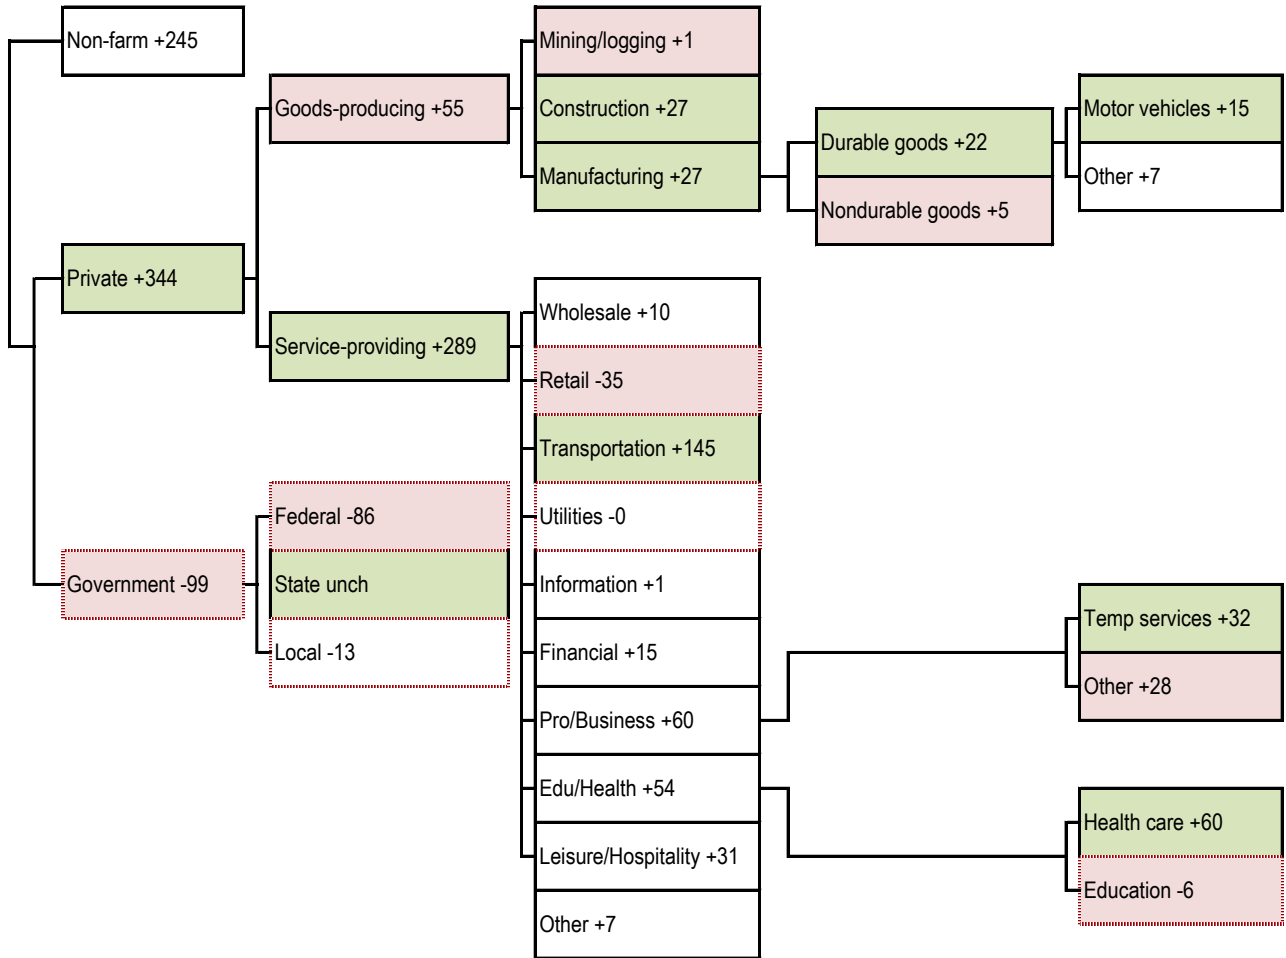 Non-farm +245
Private +344
Government -99
Goods-producing +55
Service-providing +289
Federal -86
State unch
Local -13
Mining/logging +1
Construction +27
Manufacturing +27
Wholesale +10
Retail -35
Transportation +145
Utilities -0
Information +1
Financial +15
Pro/Business +60
Edu/Health +54
Leisure/Hospitality +31
Other +7
Durable goods +22
Nondurable goods +5
Motor vehicles +15
Other +7
Temp services +32
Other +28
Health care +60
Education -6